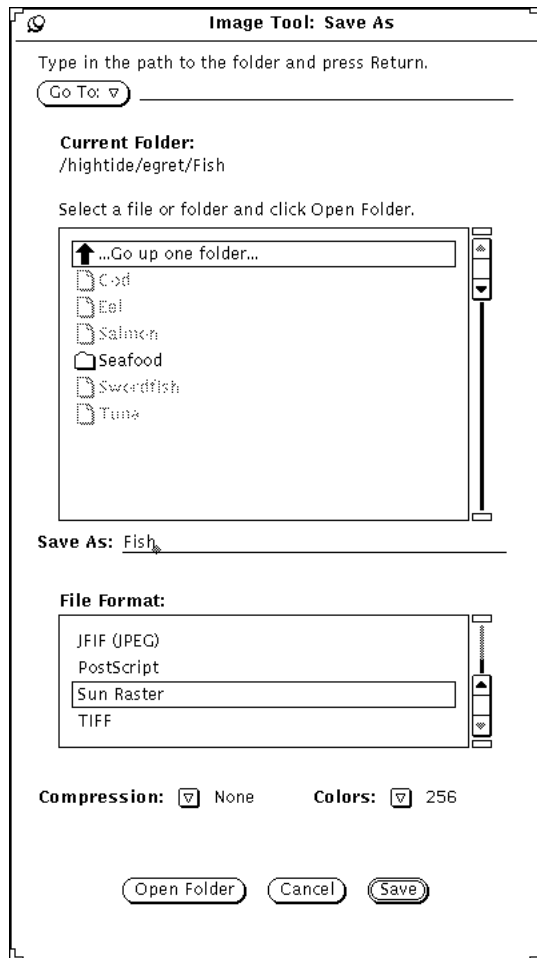 Image Tool: Save As
Type in the path to the folder and press Return.
Go To:
Current Folder:
/hightide/egret/Fish
Select a file or folder and click Open Folder.
...Go up one folder...
Cod
Eel
Salmon
Seafood
Swordfish
Tuna
Save As: Fish
File Format:
JFIF (JPEG)
PostScript
Sun Raster
TIFF
Compression: None Colors: 256
Open Folder Cancel Save